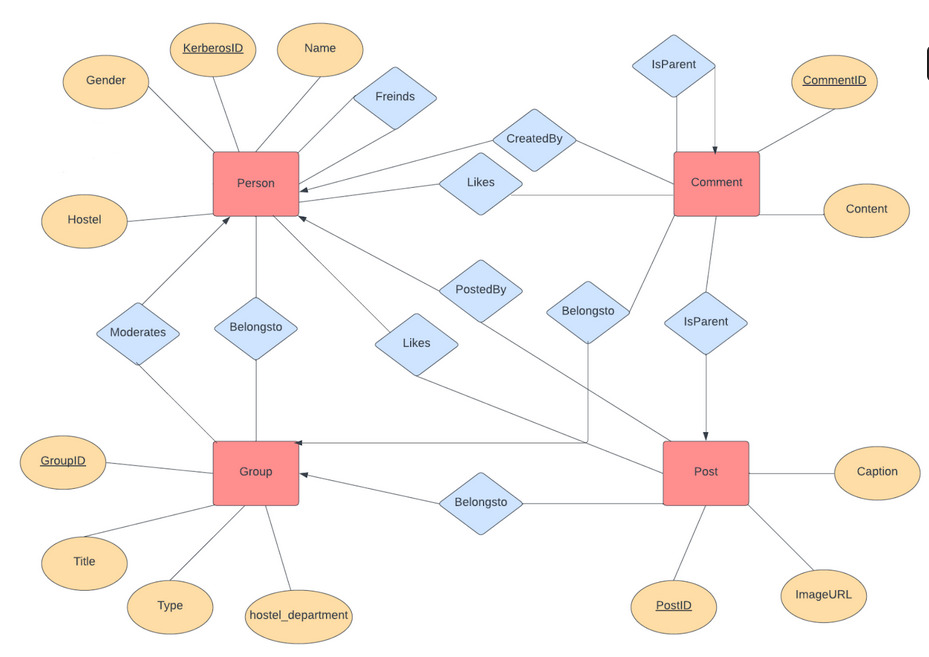 KerberosID
Name
Gender
Freinds
IsParent
CommentID
CreatedBy
Person
Likes
Comment
Hostel
Content
PostedBy
Belongsto
IsParent
Moderates
Belongsto
Likes
GroupID
Group
Post
Caption
Belongsto
Title
Type
hostel_department
PostID
ImageURL